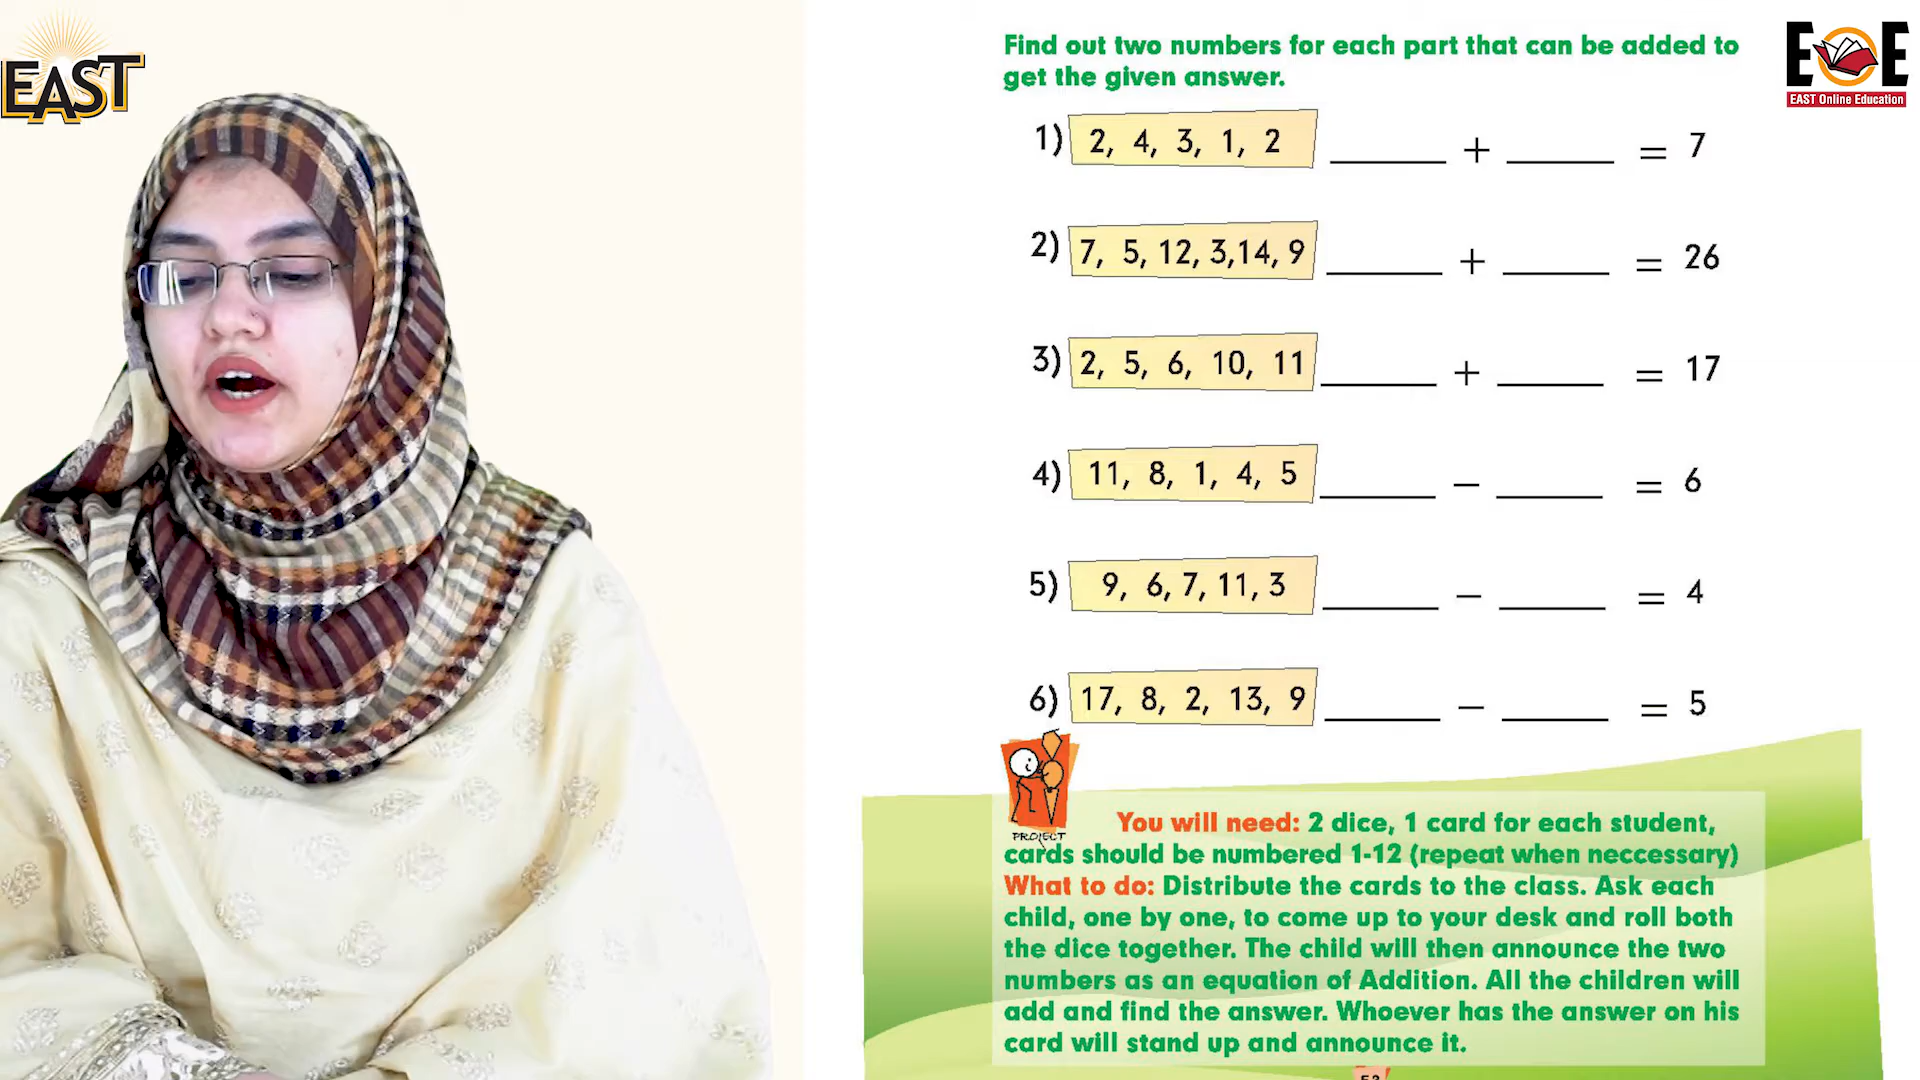 EAST
EOE
EAST Online Education
Find out two numbers for each part that can be added to
get the given answer.
1) 2, 4, 3, 1, 2 ______ + ______ = 7
2) 7, 5, 12, 3,14, 9 ______ + ______ = 26
3) 2, 5, 6, 10, 11 ______ + ______ = 17
4) 11, 8, 1, 4, 5 ______ − ______ = 6
5) 9, 6, 7, 11, 3 ______ − ______ = 4
6) 17, 8, 2, 13, 9 ______ − ______ = 5
PROJECT
You will need: 2 dice, 1 card for each student,
cards should be numbered 1-12 (repeat when neccessary)
What to do: Distribute the cards to the class. Ask each
child, one by one, to come up to your desk and roll both
the dice together. The child will then announce the two
numbers as an equation of Addition. All the children will
add and find the answer. Whoever has the answer on his
card will stand up and announce it.